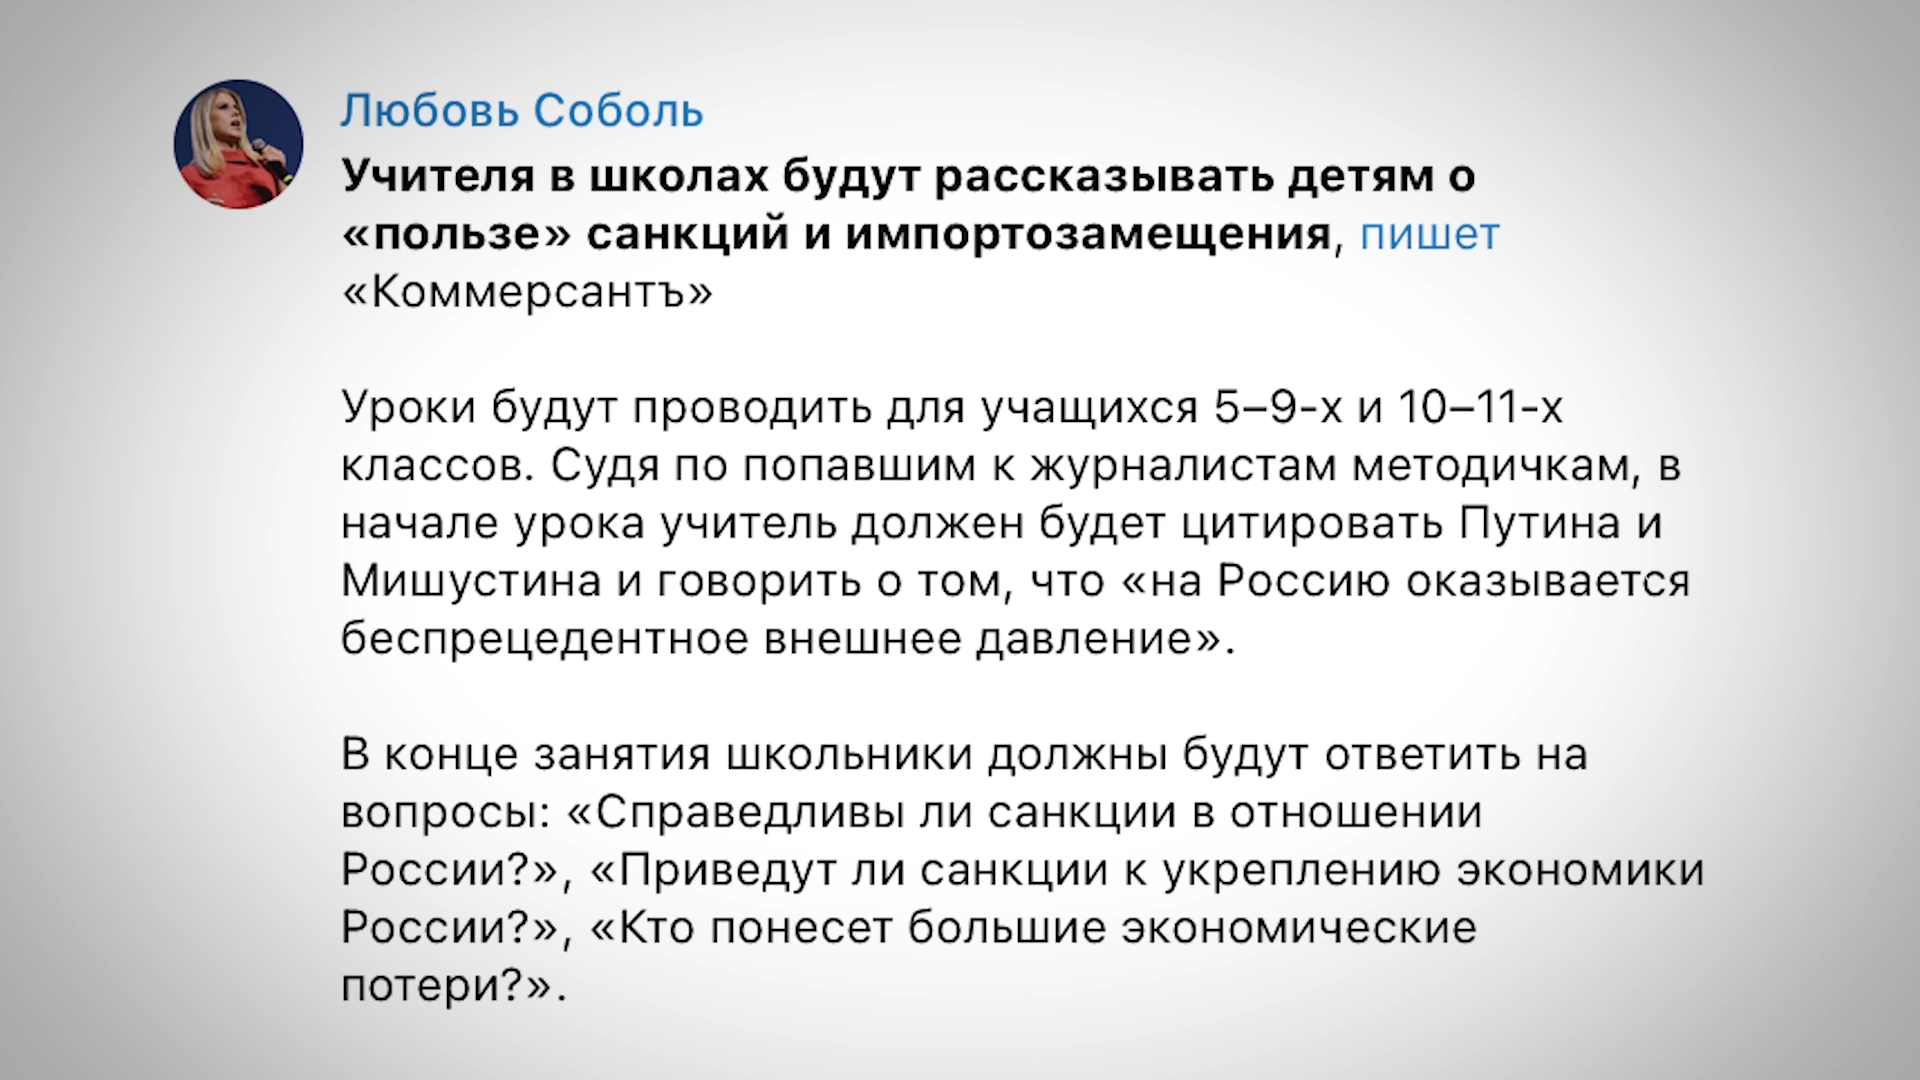 Любовь Соболь
Учителя в школах будут рассказывать детям о
«пользе» санкций и импортозамещения, пишет
«Коммерсантъ»
Уроки будут проводить для учащихся 5–9-х и 10–11-х
классов. Судя по попавшим к журналистам методичкам, в
начале урока учитель должен будет цитировать Путина и
Мишустина и говорить о том, что «на Россию оказывается
беспрецедентное внешнее давление».
В конце занятия школьники должны будут ответить на
вопросы: «Справедливы ли санкции в отношении
России?», «Приведут ли санкции к укреплению экономики
России?», «Кто понесет большие экономические
потери?».